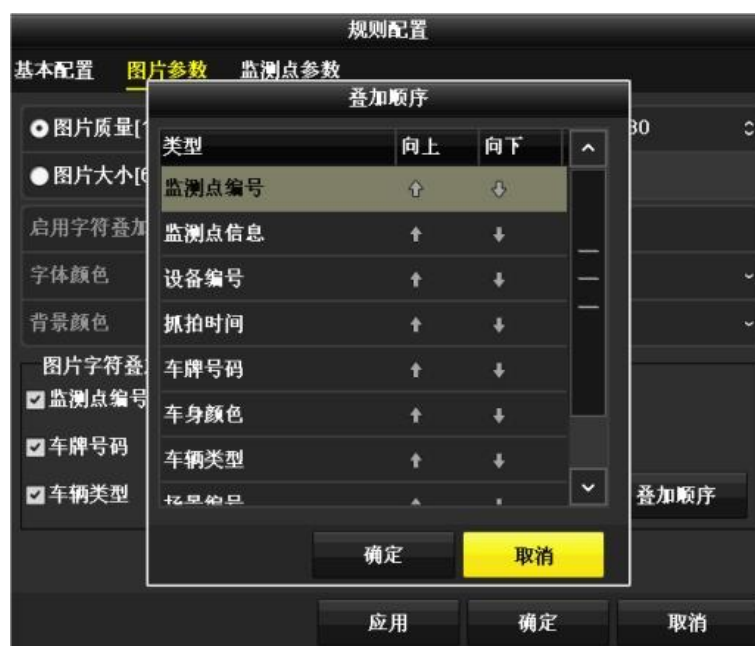 规则配置
基本配置 图片参数 监测点参数
叠加顺序
图片质量[
图片大小[
启用字符叠加
字体颜色
背景颜色
图片字符叠
监测点编号
车牌号码
车辆类型
类型 向上 向下
监测点编号
监测点信息
设备编号
抓拍时间
车牌号码
车身颜色
车辆类型
场景编号
确定 取消
叠加顺序
应用 确定 取消